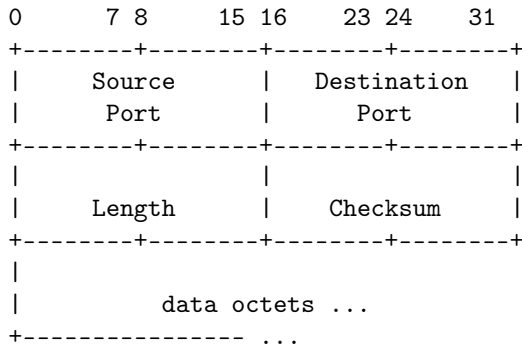 0 7 8 15 16 23 24 31
Source Destination
Port Port
Length Checksum
data octets ...
...